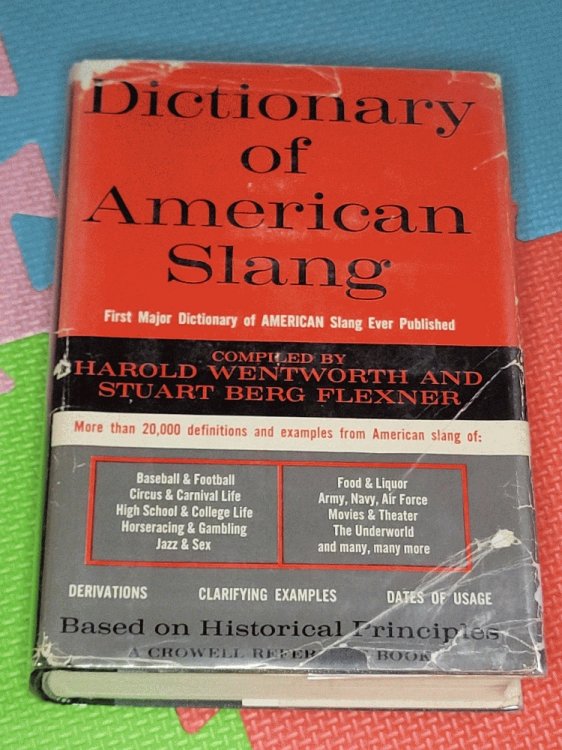 Dictionary
of
American
Slang
First Major Dictionary of AMERICAN Slang Ever Published
COMPILED BY
HAROLD WENTWORTH AND
STUART BERG FLEXNER
More than 20,000 definitions and examples from American slang of:
Baseball & Football
Circus & Carnival Life
High School & College Life
Horseracing & Gambling
Jazz & Sex
Food & Liquor
Army, Navy, Air Force
Movies & Theater
The Underworld
and many, many more
DERIVATIONS CLARIFYING EXAMPLES DATES OF USAGE
Based on Historical Principles
A CROWELL BOOK